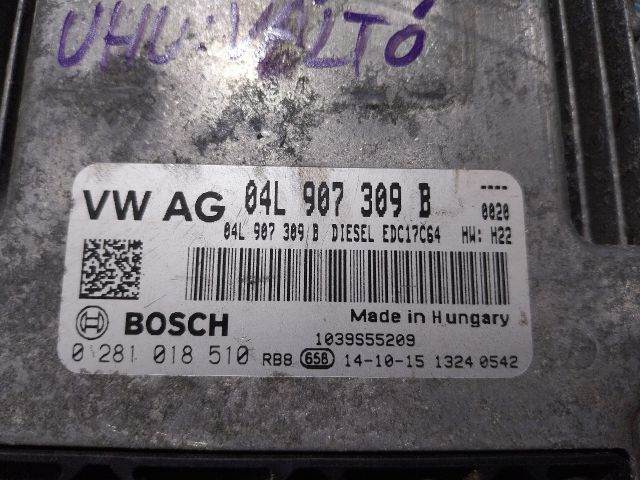 UHU: VÁLTÓ
VW AG 04L 907 309 B ----
0020
04L 907 309 B DIESEL EDC17C64 HW: H22
BOSCH Made in Hungary
1039S55209
0 281 018 510 RB8 658 14-10-15 1324 0542